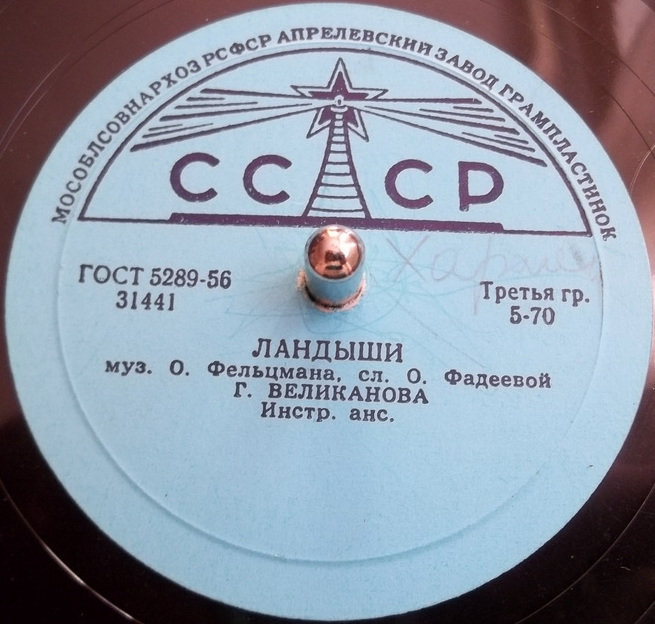 МОСОБЛСОВНАРХОЗ РСФСР АПРЕЛЕВСКИЙ ЗАВОД ГРАМПЛАСТИНОК
СССР
ГОСТ 5289-56
31441
Третья гр.
5-70
ЛАНДЫШИ
муз. О. Фельцмана, сл. О. Фадеевой
Г. ВЕЛИКАНОВА
Инстр. анс.